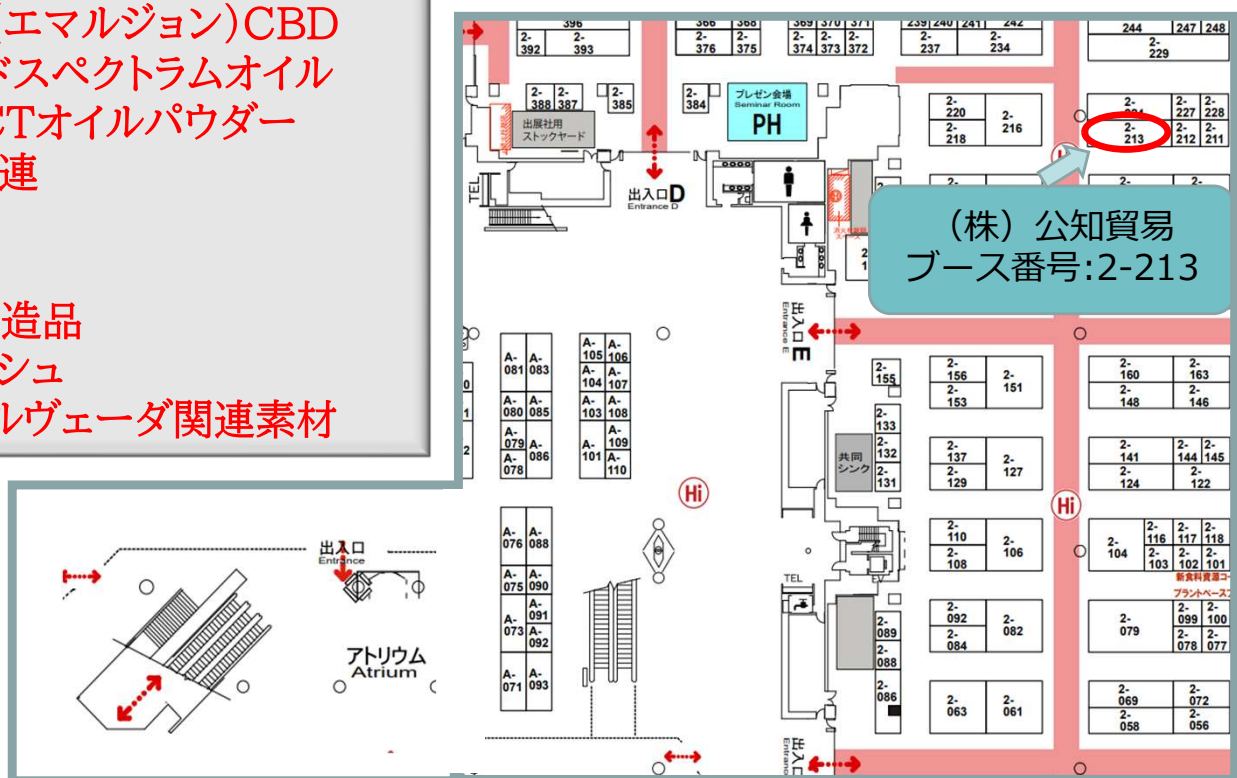 (エマルジョン)CBD
ドスペクトラムオイル
CTオイルパウダー
連
造品
シュ
ルヴェーダ関連素材
396
366 368
369 370 371
239 240 241 242
244 247 248
2-392 2-393
2-376 2-375
2-374 2-373 2-372
2-237 2-234
2-229
2-388 2-387
2-385
2-384
プレゼン会場
Seminar Room
PH
出展社用
ストックヤード
2-220
2-216
2-218
2-227 2-228
2-213
2-212 2-211
TEL
出入口D
Entrance D
(株)公知貿易
ブース番号:2-213
出入口E
Entrance E
A-081 A-083
A-080 A-085
A-079
A-086
A-078
A-105 A-106
A-104 A-107
A-103 A-108
A-109
A-101
A-110
2-155
2-133
2-132
2-131
共同
シンク
2-156
2-151
2-153
2-160 2-163
2-148 2-146
2-137
2-127
2-129
2-141 2-144 2-145
2-124 2-122
Hi
Hi
A-076 A-088
A-075 A-090
A-091
A-073
A-092
A-071 A-093
2-110
2-106
2-108
2-104
2-116 2-117 2-118
2-103 2-102 2-101
新食料資源コー
プラントベースフ
TEL
EV
2-089
2-088
2-086
2-092
2-082
2-084
2-079
2-099 2-100
2-078 2-077
2-063 2-061
2-069 2-072
2-058 2-056
出入口
Entrance
アトリウム
Atrium
出入口